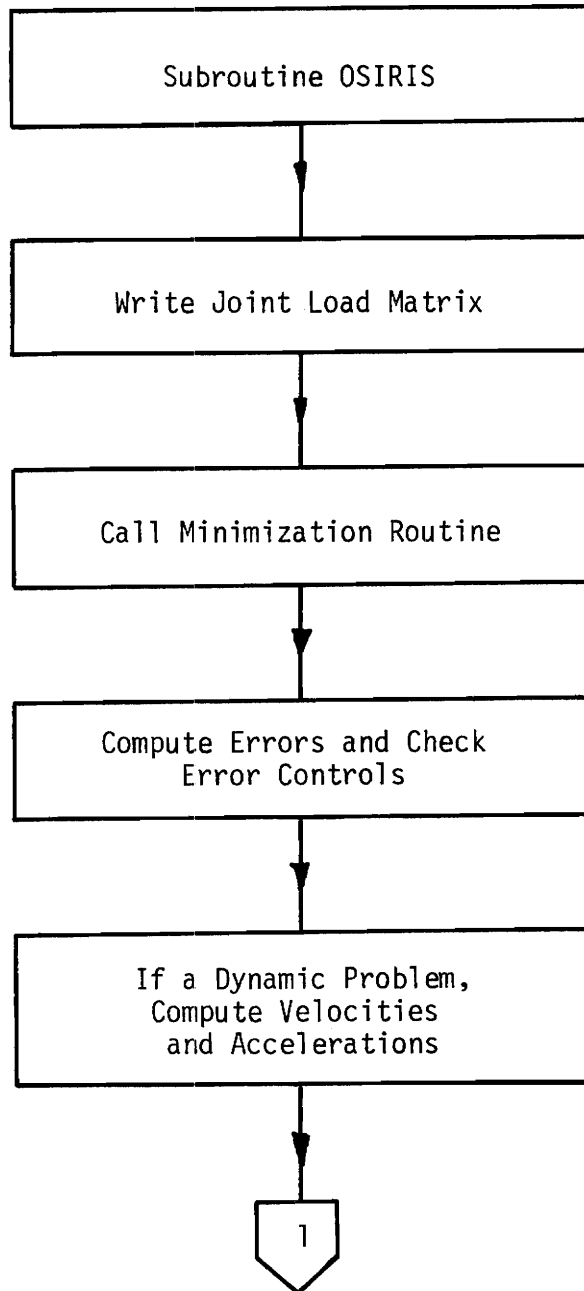 Subroutine OSIRIS
Write Joint Load Matrix
Call Minimization Routine
Compute Errors and Check
Error Controls
If a Dynamic Problem,
Compute Velocities
and Accelerations
1